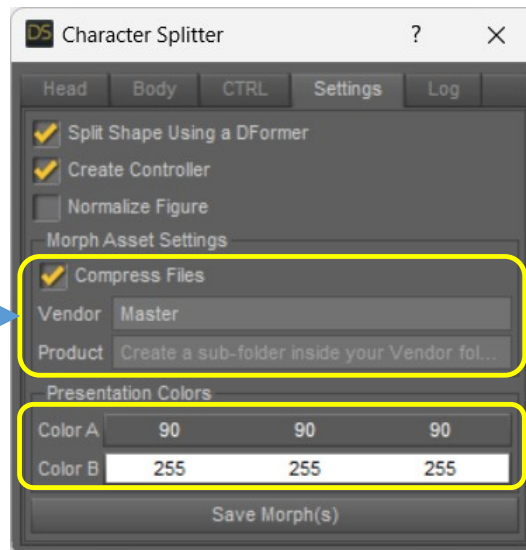 DS Character Splitter ? ×
Head Body CTRL Settings Log
Split Shape Using a DFormer
Create Controller
Normalize Figure
Morph Asset Settings
Compress Files
Vendor Master
Product Create a sub-folder inside your Vendor fol...
Presentation Colors
Color A 90 90 90
Color B 255 255 255
Save Morph(s)